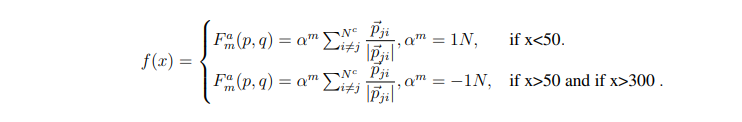 f(x) = { F^a_m(p, q) = α^m ∑^{N^c}_{i≠j} \vec{p}_{ji} / |\vec{p}_{ji}|, α^m = 1N, if x<50.
F^a_m(p, q) = α^m ∑^{N^c}_{i≠j} \vec{p}_{ji} / |\vec{p}_{ji}|, α^m = −1N, if x>50 and if x>300 .